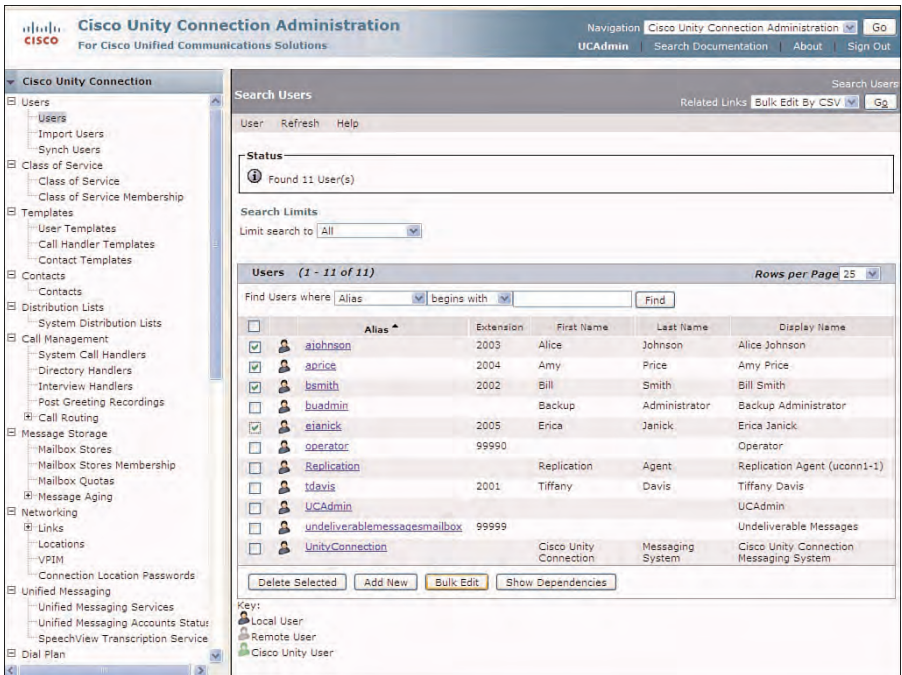 Cisco Unity Connection Administration
CISCO
For Cisco Unified Communications Solutions
Navigation Cisco Unity Connection Administration Go
UCAdmin | Search Documentation | About | Sign Out
Cisco Unity Connection
Users
Users
Import Users
Synch Users
Class of Service
Class of Service
Class of Service Membership
Templates
User Templates
Call Handler Templates
Contact Templates
Contacts
Contacts
Distribution Lists
System Distribution Lists
Call Management
System Call Handlers
Directory Handlers
Interview Handlers
Post Greeting Recordings
Call Routing
Message Storage
Mailbox Stores
Mailbox Stores Membership
Mailbox Quotas
Message Aging
Networking
Links
Locations
VPIM
Connection Location Passwords
Unified Messaging
Unified Messaging Services
Unified Messaging Accounts Status
SpeechView Transcription Service
Dial Plan
Search Users
Search Users
Related Links Bulk Edit By CSV Go
User Refresh Help
Status
Found 11 User(s)
Search Limits
Limit search to All
Users (1 - 11 of 11) Rows per Page 25
Find Users where Alias begins with Find
Alias Extension First Name Last Name Display Name
ajohnson 2003 Alice Johnson Alice Johnson
aprice 2004 Amy Price Amy Price
bsmith 2002 Bill Smith Bill Smith
buadmin Backup Administrator Backup Administrator
ejanick 2005 Erica Janick Erica Janick
operator 99990 Operator
Replication Replication Agent Replication Agent (uconn1-1)
tdavis 2001 Tiffany Davis Tiffany Davis
UCAdmin UCAdmin
undeliverablemessagesmailbox 99999 Undeliverable Messages
UnityConnection Cisco Unity Messaging Cisco Unity Connection
Connection System Messaging System
Delete Selected Add New Bulk Edit Show Dependencies
Key:
Local User
Remote User
Cisco Unity User